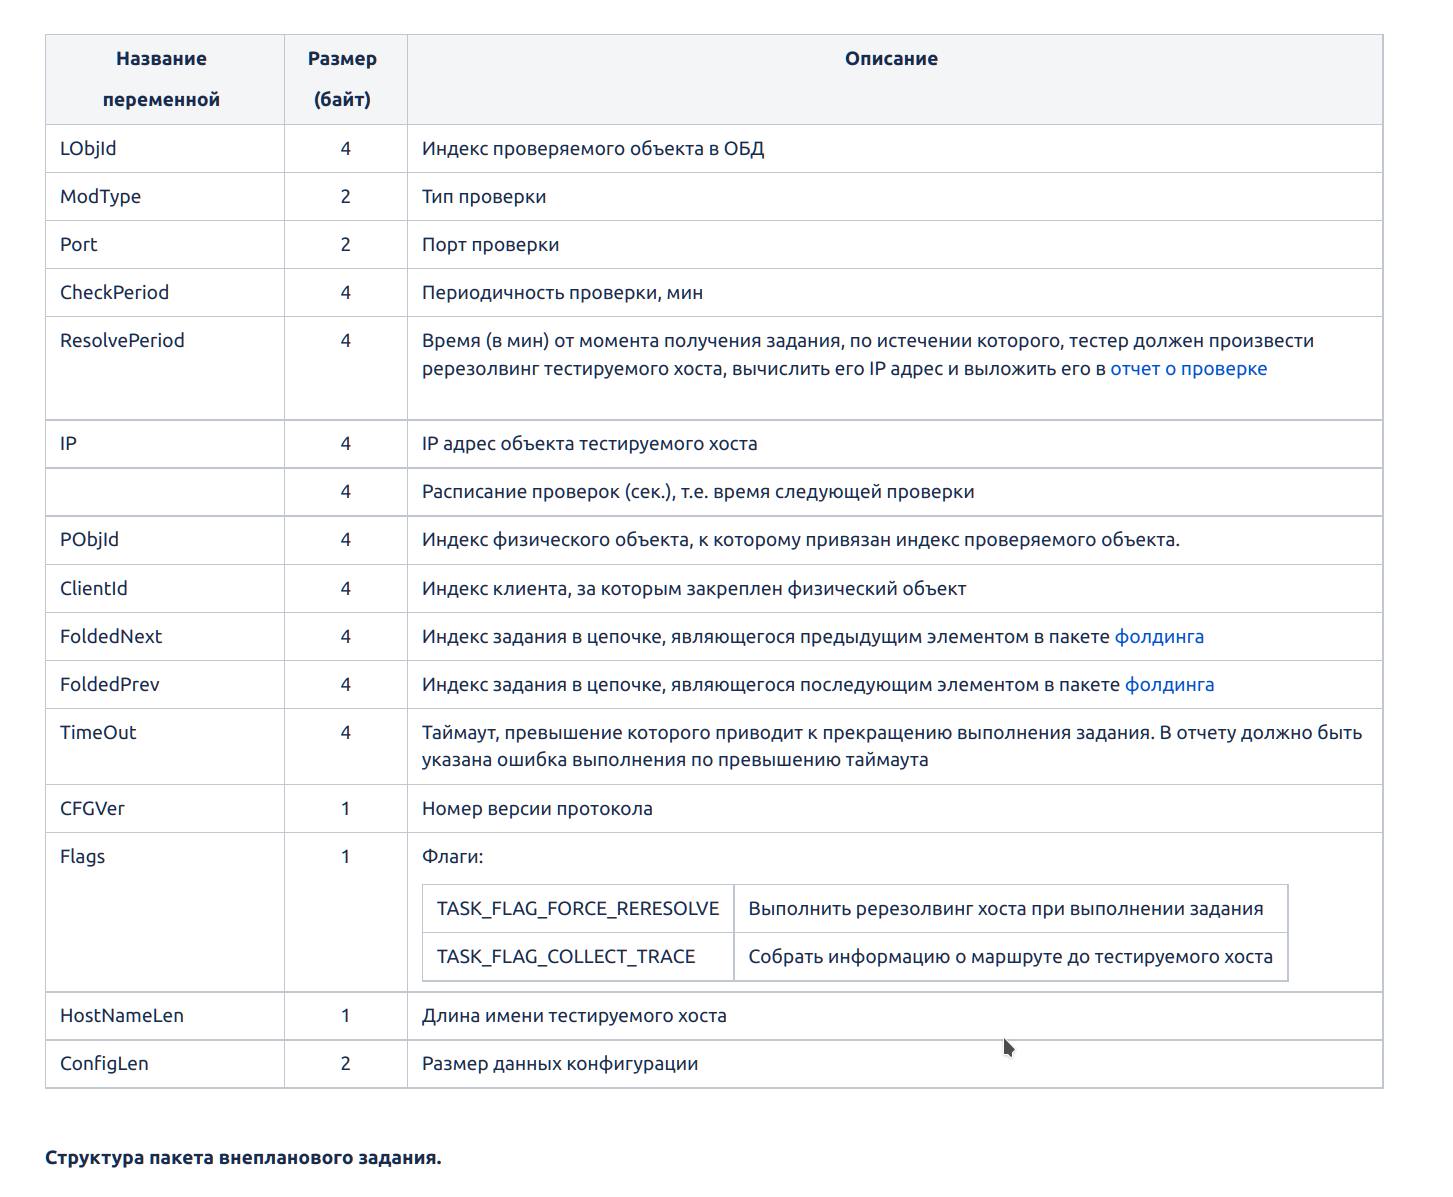 Название
переменной
Размер
(байт)
Описание
LObjId 4 Индекс проверяемого объекта в ОБД
ModType 2 Тип проверки
Port 2 Порт проверки
CheckPeriod 4 Периодичность проверки, мин
ResolvePeriod 4 Время (в мин) от момента получения задания, по истечении которого, тестер должен произвести
ререзолвинг тестируемого хоста, вычислить его IP адрес и выложить его в отчет о проверке
IP 4 IP адрес объекта тестируемого хоста
4 Расписание проверок (сек.), т.е. время следующей проверки
PObjId 4 Индекс физического объекта, к которому привязан индекс проверяемого объекта.
ClientId 4 Индекс клиента, за которым закреплен физический объект
FoldedNext 4 Индекс задания в цепочке, являющегося предыдущим элементом в пакете фолдинга
FoldedPrev 4 Индекс задания в цепочке, являющегося последующим элементом в пакете фолдинга
TimeOut 4 Таймаут, превышение которого приводит к прекращению выполнения задания. В отчету должно быть
указана ошибка выполнения по превышению таймаута
CFGVer 1 Номер версии протокола
Flags 1 Флаги:
TASK_FLAG_FORCE_RERESOLVE Выполнить ререзолвинг хоста при выполнении задания
TASK_FLAG_COLLECT_TRACE Собрать информацию о маршруте до тестируемого хоста
HostNameLen 1 Длина имени тестируемого хоста
ConfigLen 2 Размер данных конфигурации
Структура пакета внепланового задания.